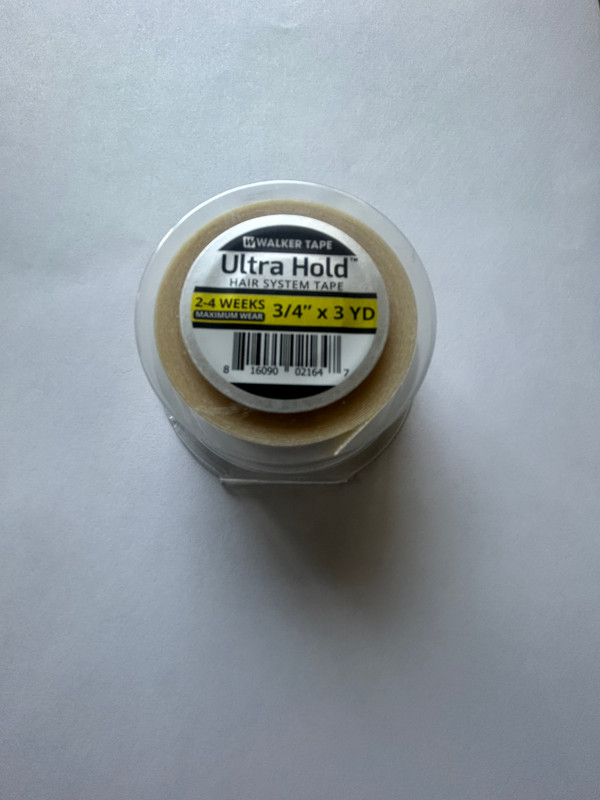 W WALKER TAPE
Ultra Hold™
HAIR SYSTEM TAPE
2-4 WEEKS
MAXIMUM WEAR
3/4" x 3 YD
8 16090 02164 7